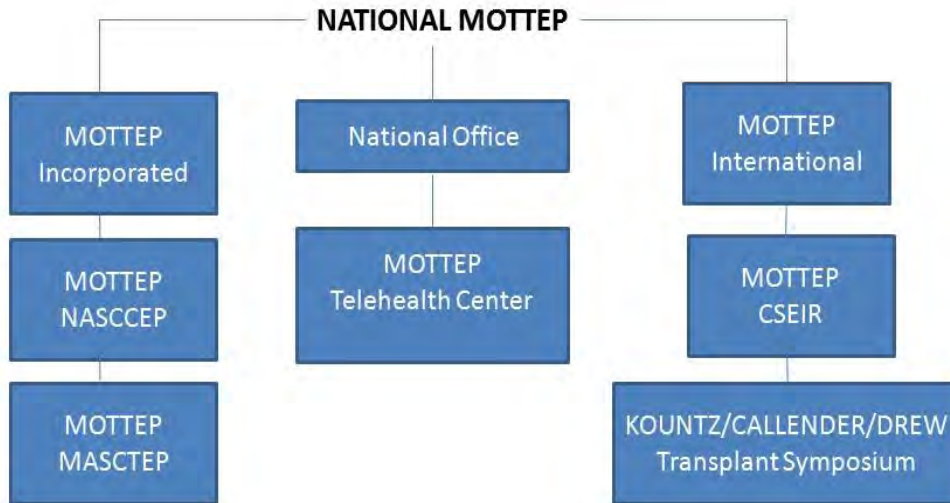 NATIONAL MOTTEP
MOTTEP
Incorporated
National Office
MOTTEP
International
MOTTEP
NASCCEP
MOTTEP
Telehealth Center
MOTTEP
CSEIR
MOTTEP
MASCTEP
KOUNTZ/CALLENDER/DREW
Transplant Symposium